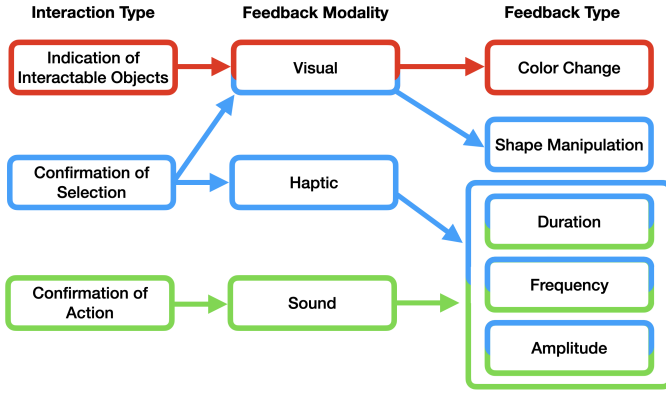 Interaction Type
Feedback Modality
Feedback Type
Indication of
Interactable Objects
Visual
Color Change
Shape Manipulation
Confirmation of
Selection
Haptic
Duration
Frequency
Amplitude
Confirmation of
Action
Sound